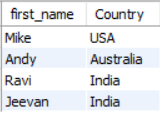 first_name Country
Mike USA
Andy Australia
Ravi India
Jeevan India